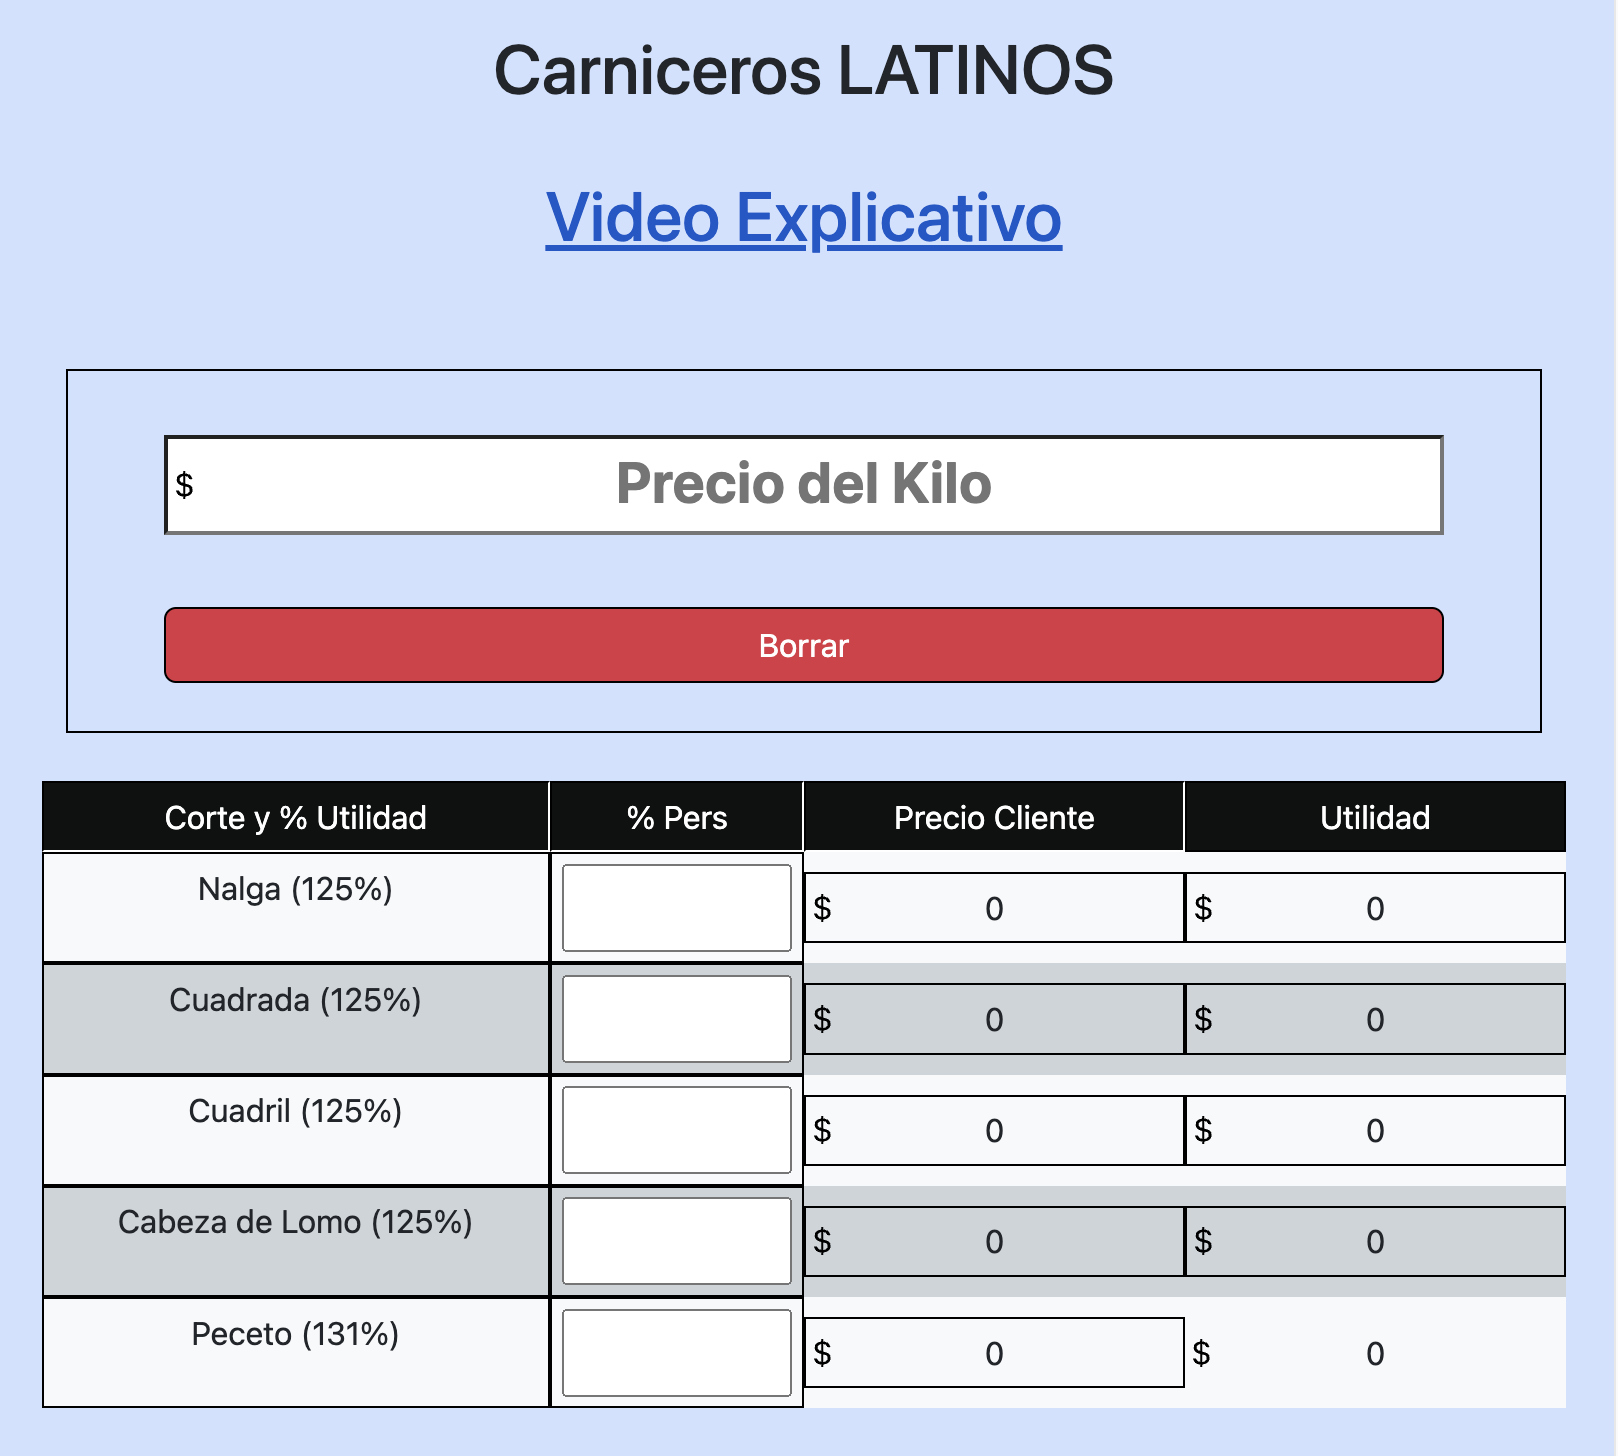 Carniceros LATINOS
Video Explicativo
$ Precio del Kilo
Borrar
Corte y % Utilidad % Pers Precio Cliente Utilidad
Nalga (125%) $ 0 $ 0
Cuadrada (125%) $ 0 $ 0
Cuadril (125%) $ 0 $ 0
Cabeza de Lomo (125%) $ 0 $ 0
Peceto (131%) $ 0 $ 0